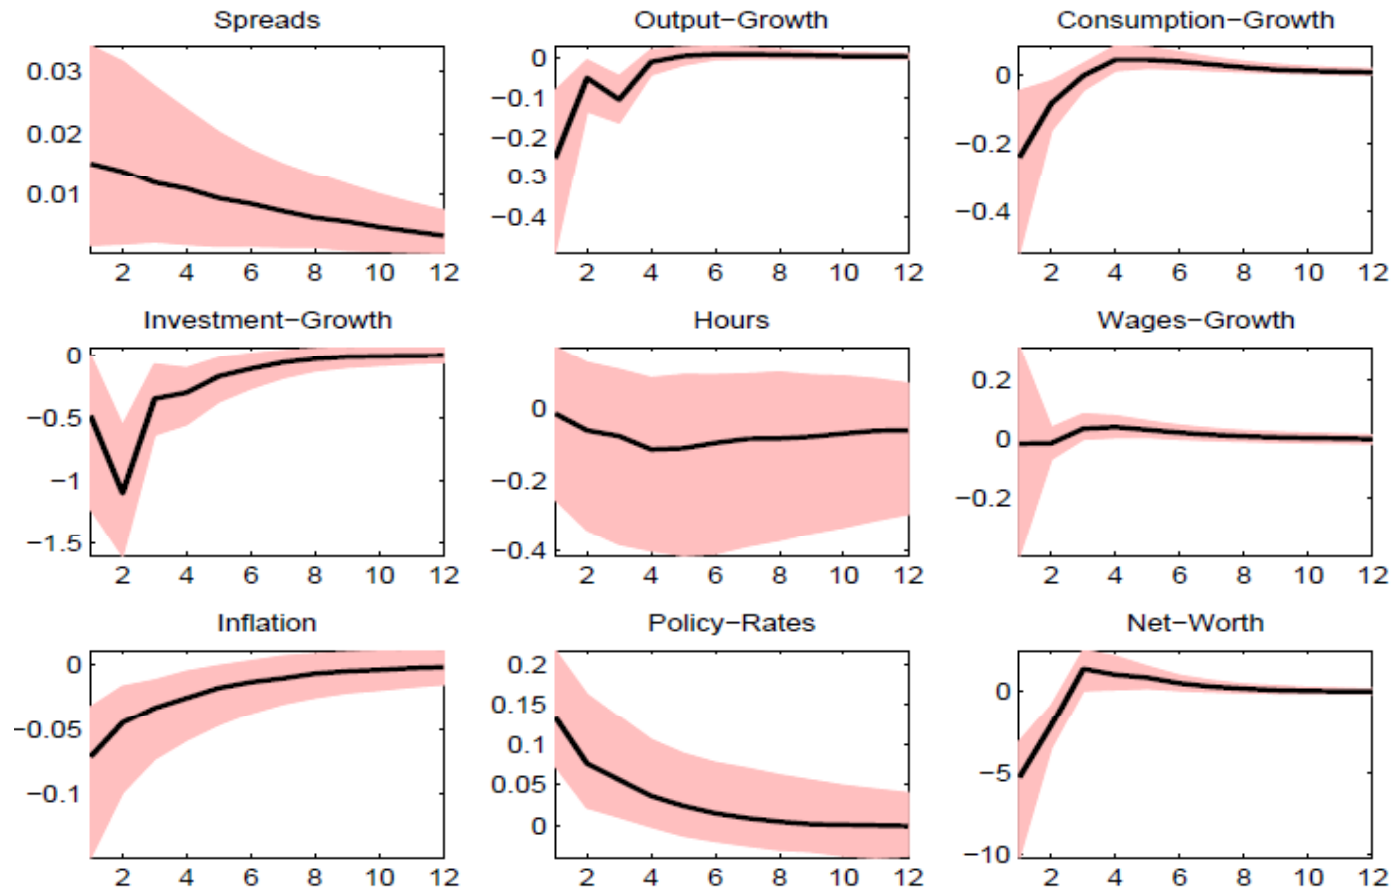 Spreads
0.03
0.02
0.01
2 4 6 8 10 12
Output−Growth
0
−0.1
−0.2
0.3
−0.4
2 4 6 8 10 12
Consumption−Growth
0
−0.2
−0.4
2 4 6 8 10 12
Investment−Growth
0
−0.5
−1
−1.5
2 4 6 8 10 12
Hours
0
−0.2
−0.4
2 4 6 8 10 12
Wages−Growth
0.2
0
−0.2
2 4 6 8 10 12
Inflation
0
−0.05
−0.1
2 4 6 8 10 12
Policy−Rates
0.2
0.15
0.1
0.05
0
2 4 6 8 10 12
Net−Worth
0
−5
−10
2 4 6 8 10 12